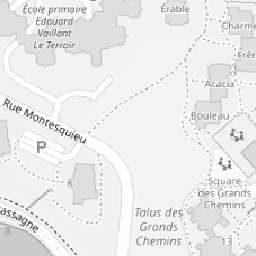 École primaire
Édouard
Vaillant
Le Terroir
Érable
Charme
Frên
Acacia
Bouleau
Rue Montesquieu
P
8
Square
des Grands
Chemins
Talus des
Grands
Chemins
13
assagne